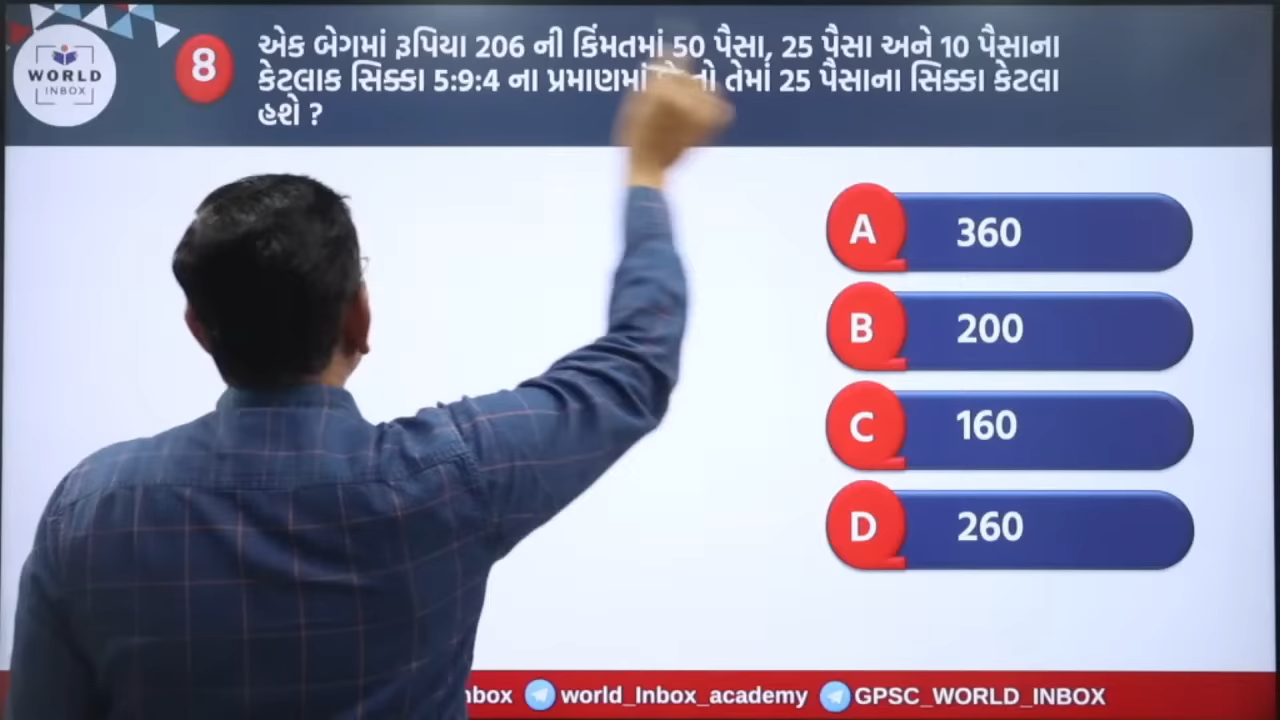 WORLD
INBOX
8
એક બેગમાં રૂપિયા 206 ની કિંમતમાં 50 પૈસા, 25 પૈસા અને 10 પૈસાના
કેટલાક સિક્કા 5:9:4 ના પ્રમાણમાં તો તેમાં 25 પૈસાના સિક્કા કેટલા
હશે ?
A 360
B 200
C 160
D 260
world_Inbox_academy GPSC_WORLD_INBOX